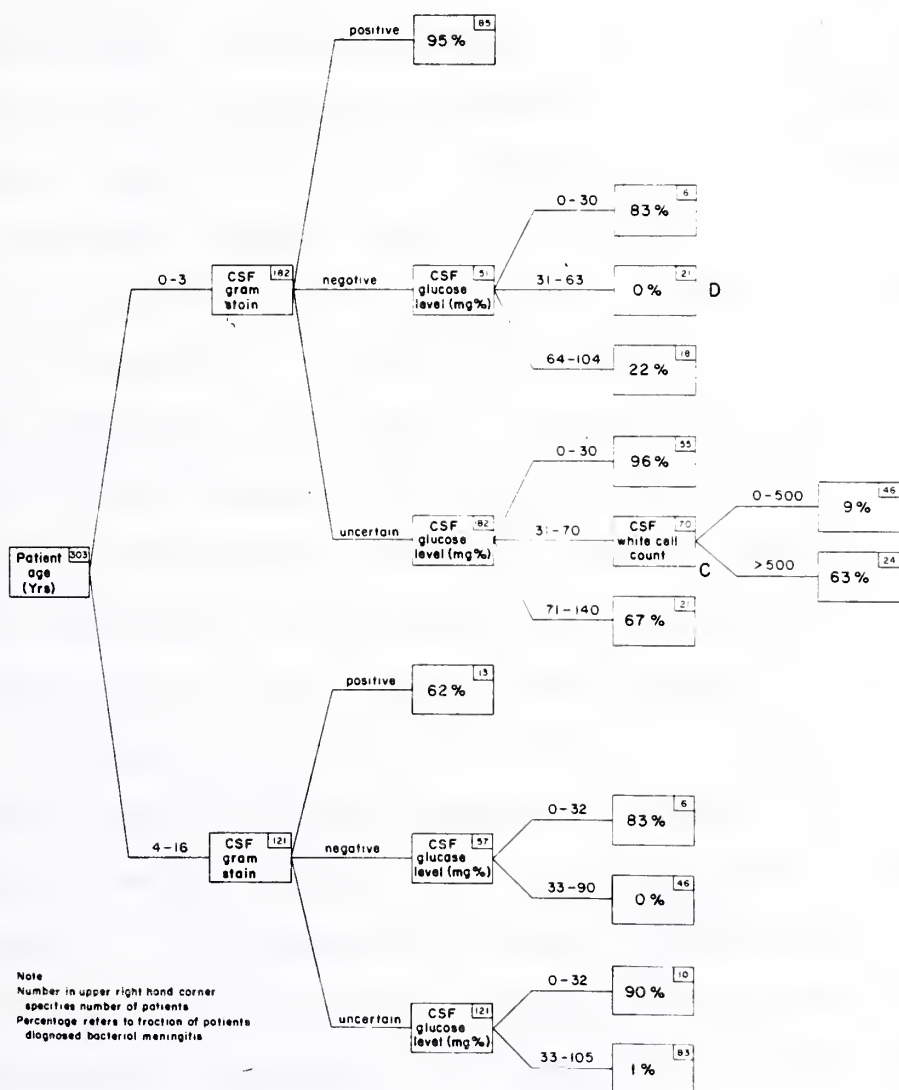 positive
85
95%
0-30
6
83%
0-3
CSF
gram
stoin
182
negotive
CSF
glucose
level (mg%)
51
31-63
21
0%
D
64-104
18
22%
0-30
55
96%
uncertain
CSF
glucose
level (mg%)
82
31-70
CSF
white cell
count
70
C
0-500
46
9%
>500
24
63%
71-140
21
67%
Patient
age
(Yrs)
303
positive
13
62%
0-32
6
83%
4-16
CSF
gram
stain
121
negative
CSF
glucase
level (mg%)
57
33-90
46
0%
0-32
10
90%
uncertain
CSF
glucose
level (mg%)
121
33-105
83
1%
Note
Number in upper right hand corner
specifies number of patients
Percentage refers to fraction of patients
diagnosed bacterial meningitis